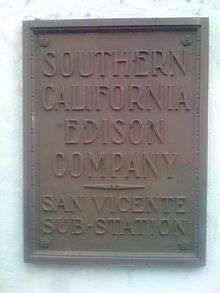 SOUTHERN
CALIFORNIA
EDISON
COMPANY
SAN VICENTE
SUB-STATION